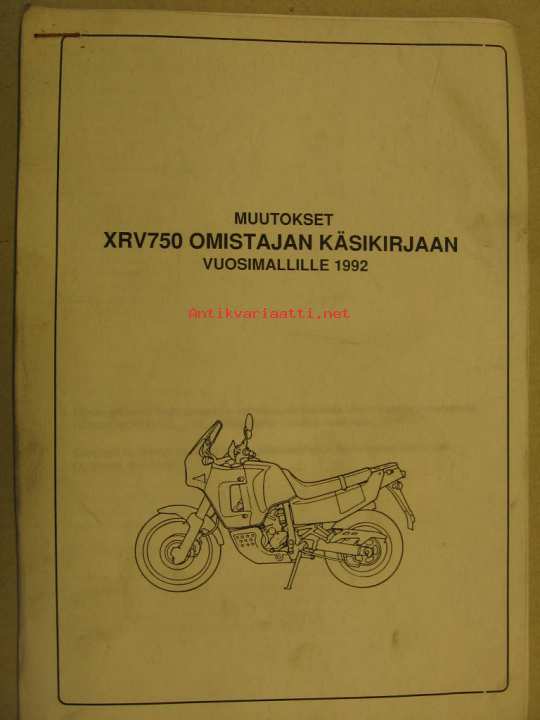 MUUTOKSET
XRV750 OMISTAJAN KÄSIKIRJAAN
VUOSIMALLILLE 1992
Antikvariaatti.net